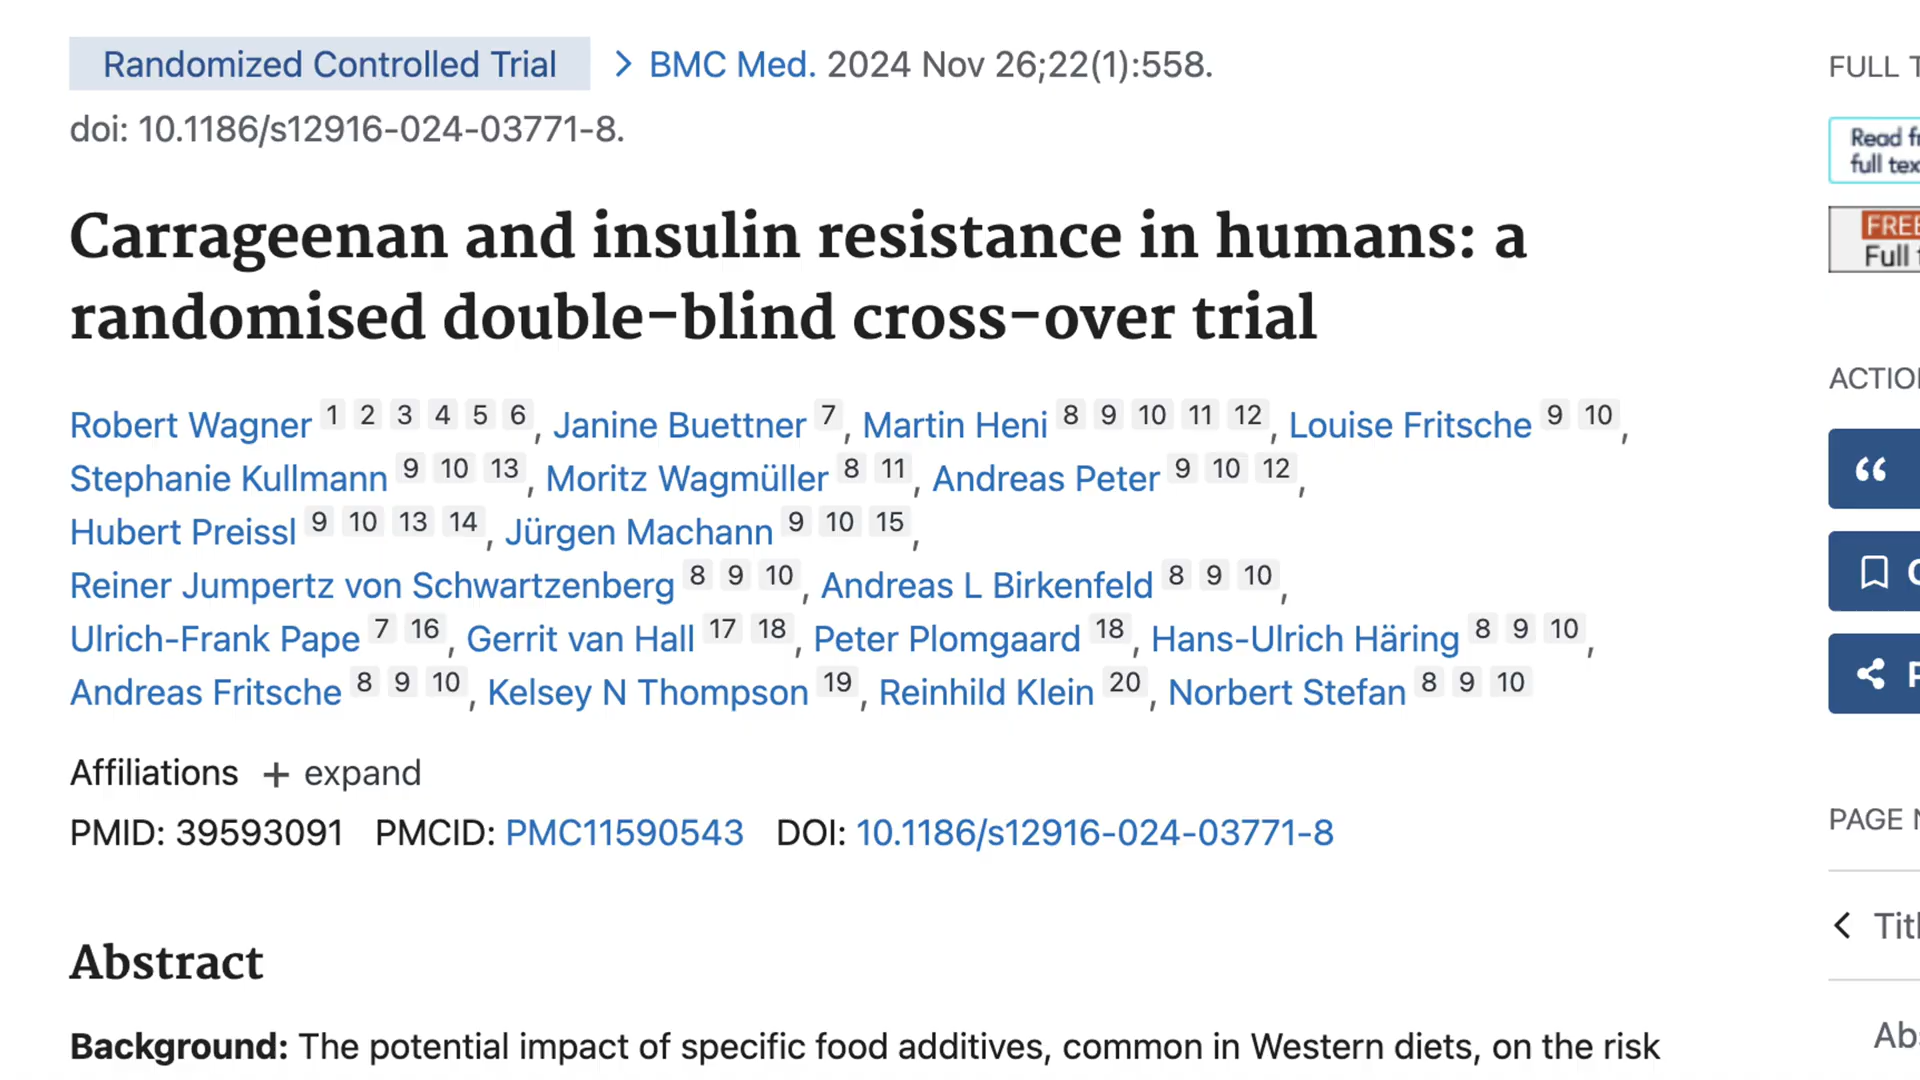 Randomized Controlled Trial > BMC Med. 2024 Nov 26;22(1):558.
doi: 10.1186/s12916-024-03771-8.
Carrageenan and insulin resistance in humans: a
randomised double-blind cross-over trial
Robert Wagner 1 2 3 4 5 6, Janine Buettner 7, Martin Heni 8 9 10 11 12, Louise Fritsche 9 10,
Stephanie Kullmann 9 10 13, Moritz Wagmüller 8 11, Andreas Peter 9 10 12,
Hubert Preissl 9 10 13 14, Jürgen Machann 9 10 15,
Reiner Jumpertz von Schwartzenberg 8 9 10, Andreas L Birkenfeld 8 9 10,
Ulrich-Frank Pape 7 16, Gerrit van Hall 17 18, Peter Plomgaard 18, Hans-Ulrich Häring 8 9 10,
Andreas Fritsche 8 9 10, Kelsey N Thompson 19, Reinhild Klein 20, Norbert Stefan 8 9 10
Affiliations + expand
PMID: 39593091 PMCID: PMC11590543 DOI: 10.1186/s12916-024-03771-8
Abstract
Background: The potential impact of specific food additives, common in Western diets, on the risk
FULL
Read
full
FREE
Full
PAGE